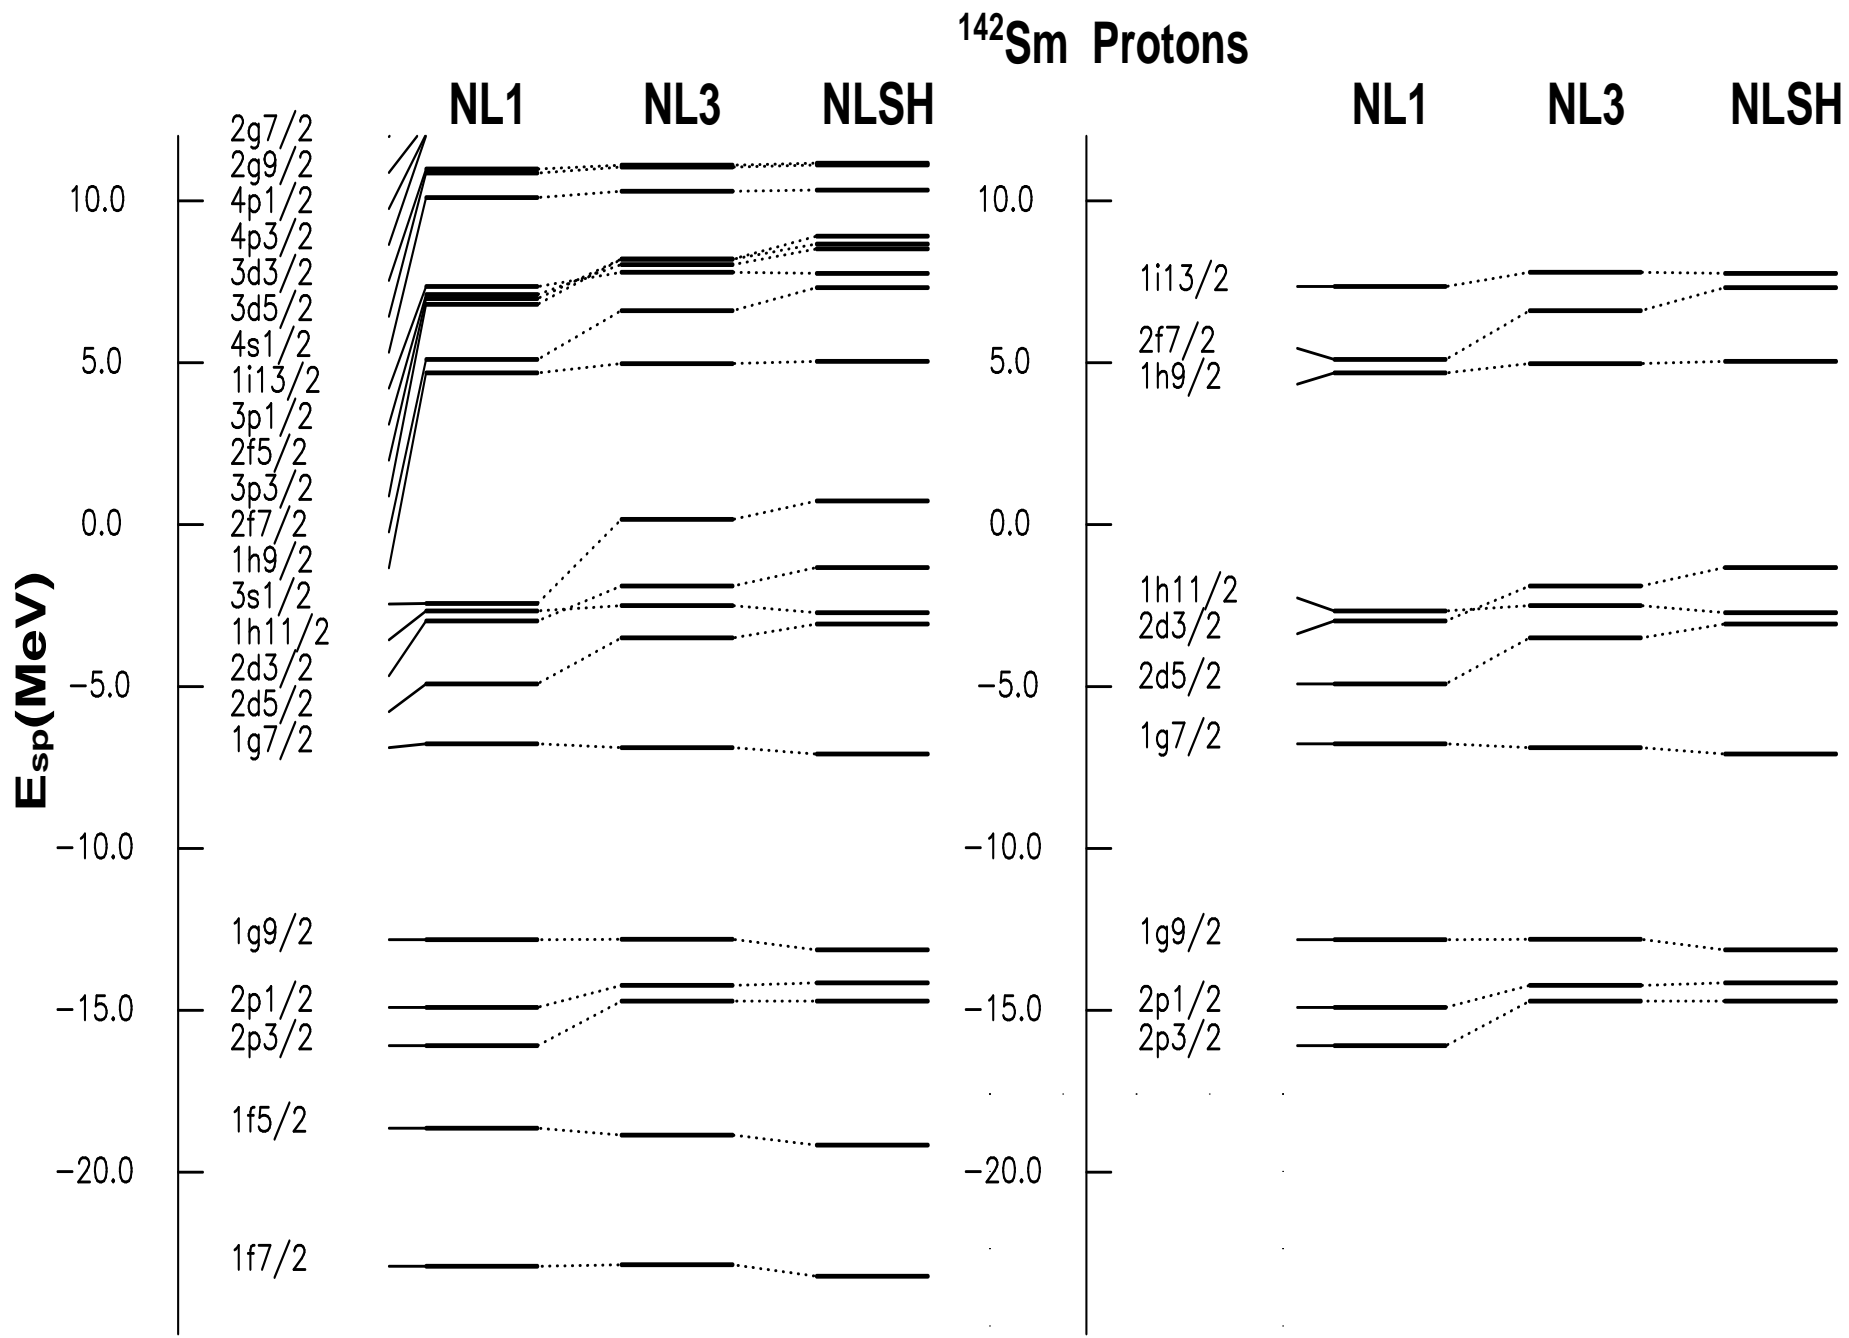 ¹⁴²Sm Protons
NL1 NL3 NLSH
2g7/2
2g9/2
4p1/2
4p3/2
3d3/2
3d5/2
4s1/2
1i13/2
3p1/2
2f5/2
3p3/2
2f7/2
1h9/2
3s1/2
1h11/2
2d3/2
2d5/2
1g7/2
1g9/2
2p1/2
2p3/2
1f5/2
1f7/2
10.0
5.0
0.0
−5.0
−10.0
−15.0
−20.0
Esp(MeV)
NL1 NL3 NLSH
10.0
5.0
0.0
−5.0
−10.0
−15.0
−20.0
1i13/2
2f7/2
1h9/2
1h11/2
2d3/2
2d5/2
1g7/2
1g9/2
2p1/2
2p3/2